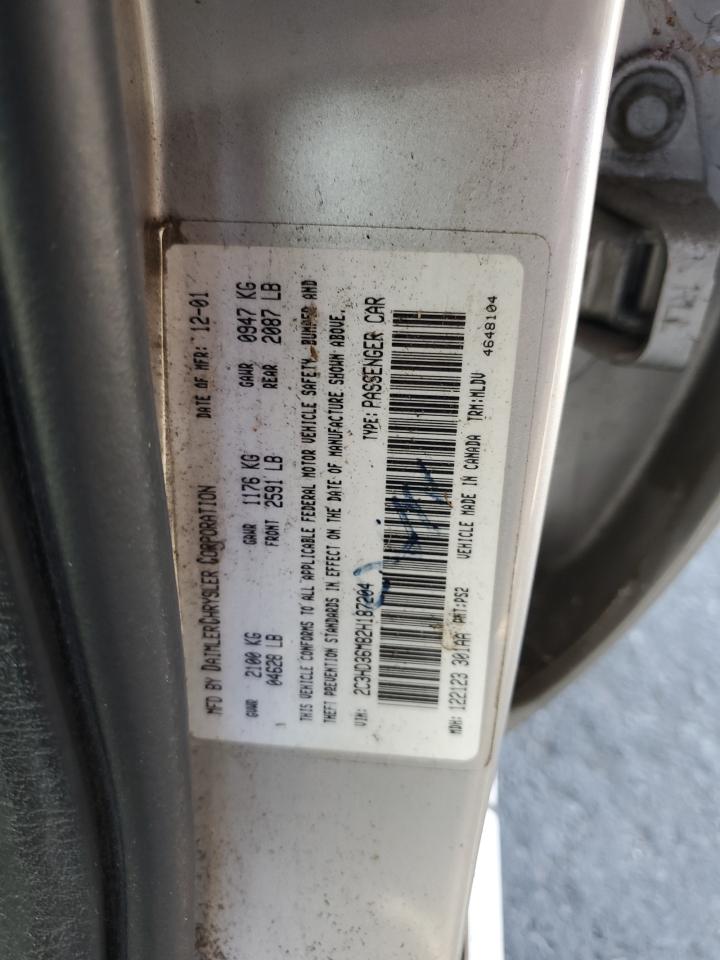 MFD BY DAIMLERCHRYSLER CORPORATION DATE OF MFR: 12-01
GVWR 2100 KG GAWR 1176 KG GAWR 0947 KG
04628 LB FRONT 2591 LB REAR 2087 LB
THIS VEHICLE CONFORMS TO ALL APPLICABLE FEDERAL MOTOR VEHICLE SAFETY, BUMPER AND
THEFT PREVENTION STANDARDS IN EFFECT ON THE DATE OF MANUFACTURE SHOWN ABOVE.
VIN: 2C3HD36M82H187204 TYPE: PASSENGER CAR
MDH: 122123 301AA PNT: PS2 VEHICLE MADE IN CANADA TRM: MLDV
4648104